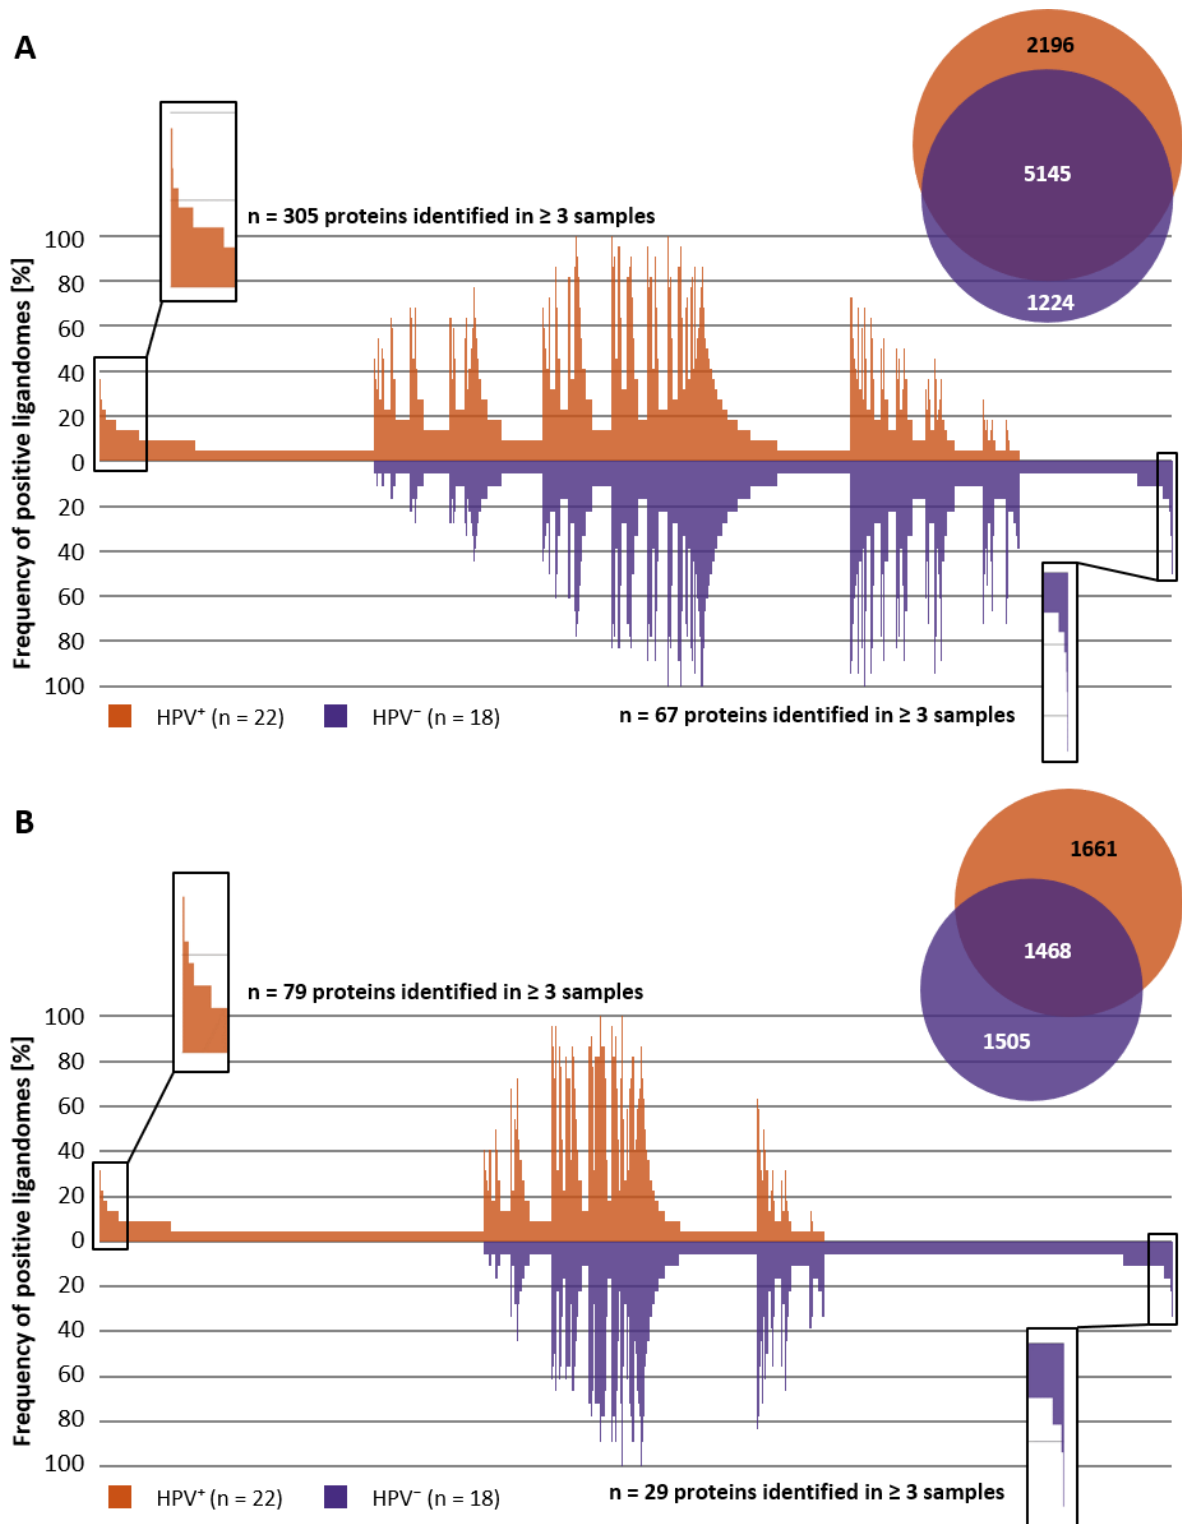 A
2196
5145
1224
n = 305 proteins identified in ≥ 3 samples
Frequency of positive ligandomes [%]
100
80
60
40
20
0
20
40
60
80
100
HPV⁺ (n = 22)
HPV⁻ (n = 18)
n = 67 proteins identified in ≥ 3 samples
B
1661
1468
1505
n = 79 proteins identified in ≥ 3 samples
Frequency of positive ligandomes [%]
100
80
60
40
20
0
20
40
60
80
100
HPV⁺ (n = 22)
HPV⁻ (n = 18)
n = 29 proteins identified in ≥ 3 samples